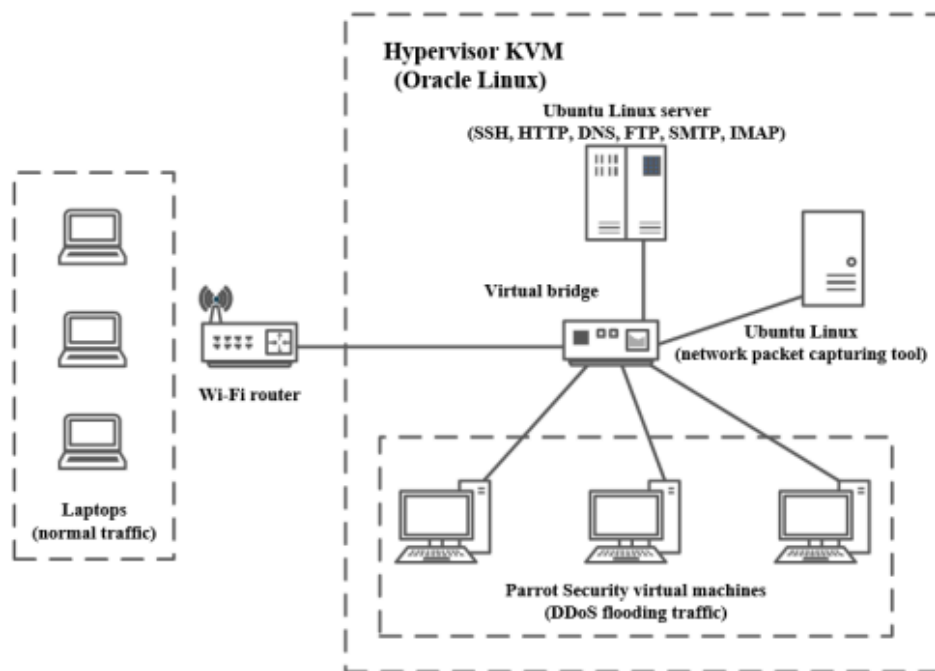 Hypervisor KVM
(Oracle Linux)
Ubuntu Linux server
(SSH, HTTP, DNS, FTP, SMTP, IMAP)
Virtual bridge
Ubuntu Linux
(network packet capturing tool)
Wi-Fi router
Laptops
(normal traffic)
Parrot Security virtual machines
(DDoS flooding traffic)